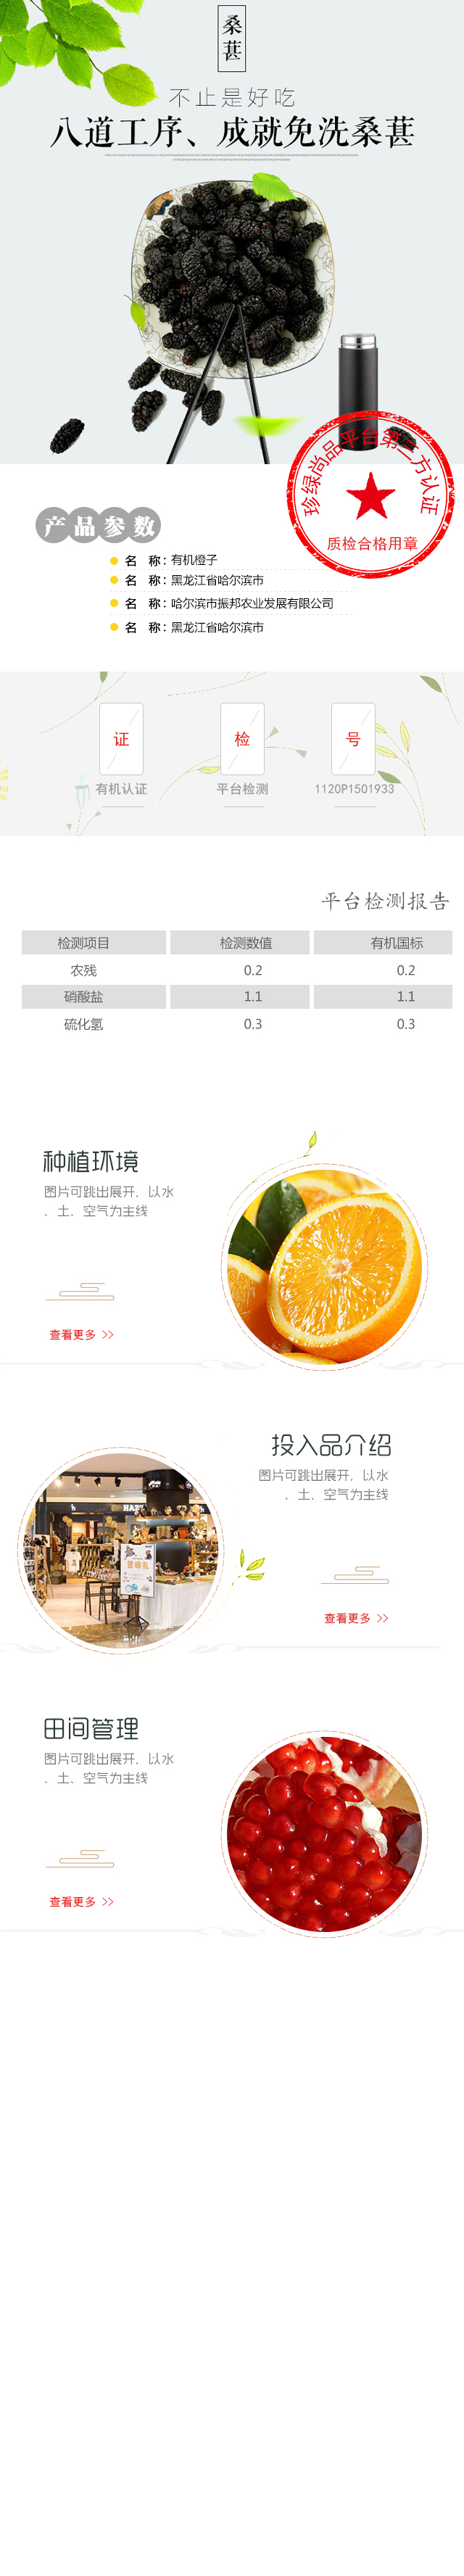 桑
葚
不止是好吃
八道工序、成就免洗桑葚
珍绿尚品平台第三方认证
质检合格用章
产品参数
名 称：有机橙子
名 称：黑龙江省哈尔滨市
名 称：哈尔滨市振邦农业发展有限公司
名 称：黑龙江省哈尔滨市
证 检 号
有机认证 平台检测 1120P1501933
平台检测报告
检测项目 检测数值 有机国标
农残 0.2 0.2
硝酸盐 1.1 1.1
硫化氢 0.3 0.3
种植环境
图片可跳出展开，以水
、土、空气为主线
查看更多 >>
投入品介绍
图片可跳出展开，以水
、土、空气为主线
查看更多 >>
田间管理
图片可跳出展开，以水
、土、空气为主线
查看更多 >>